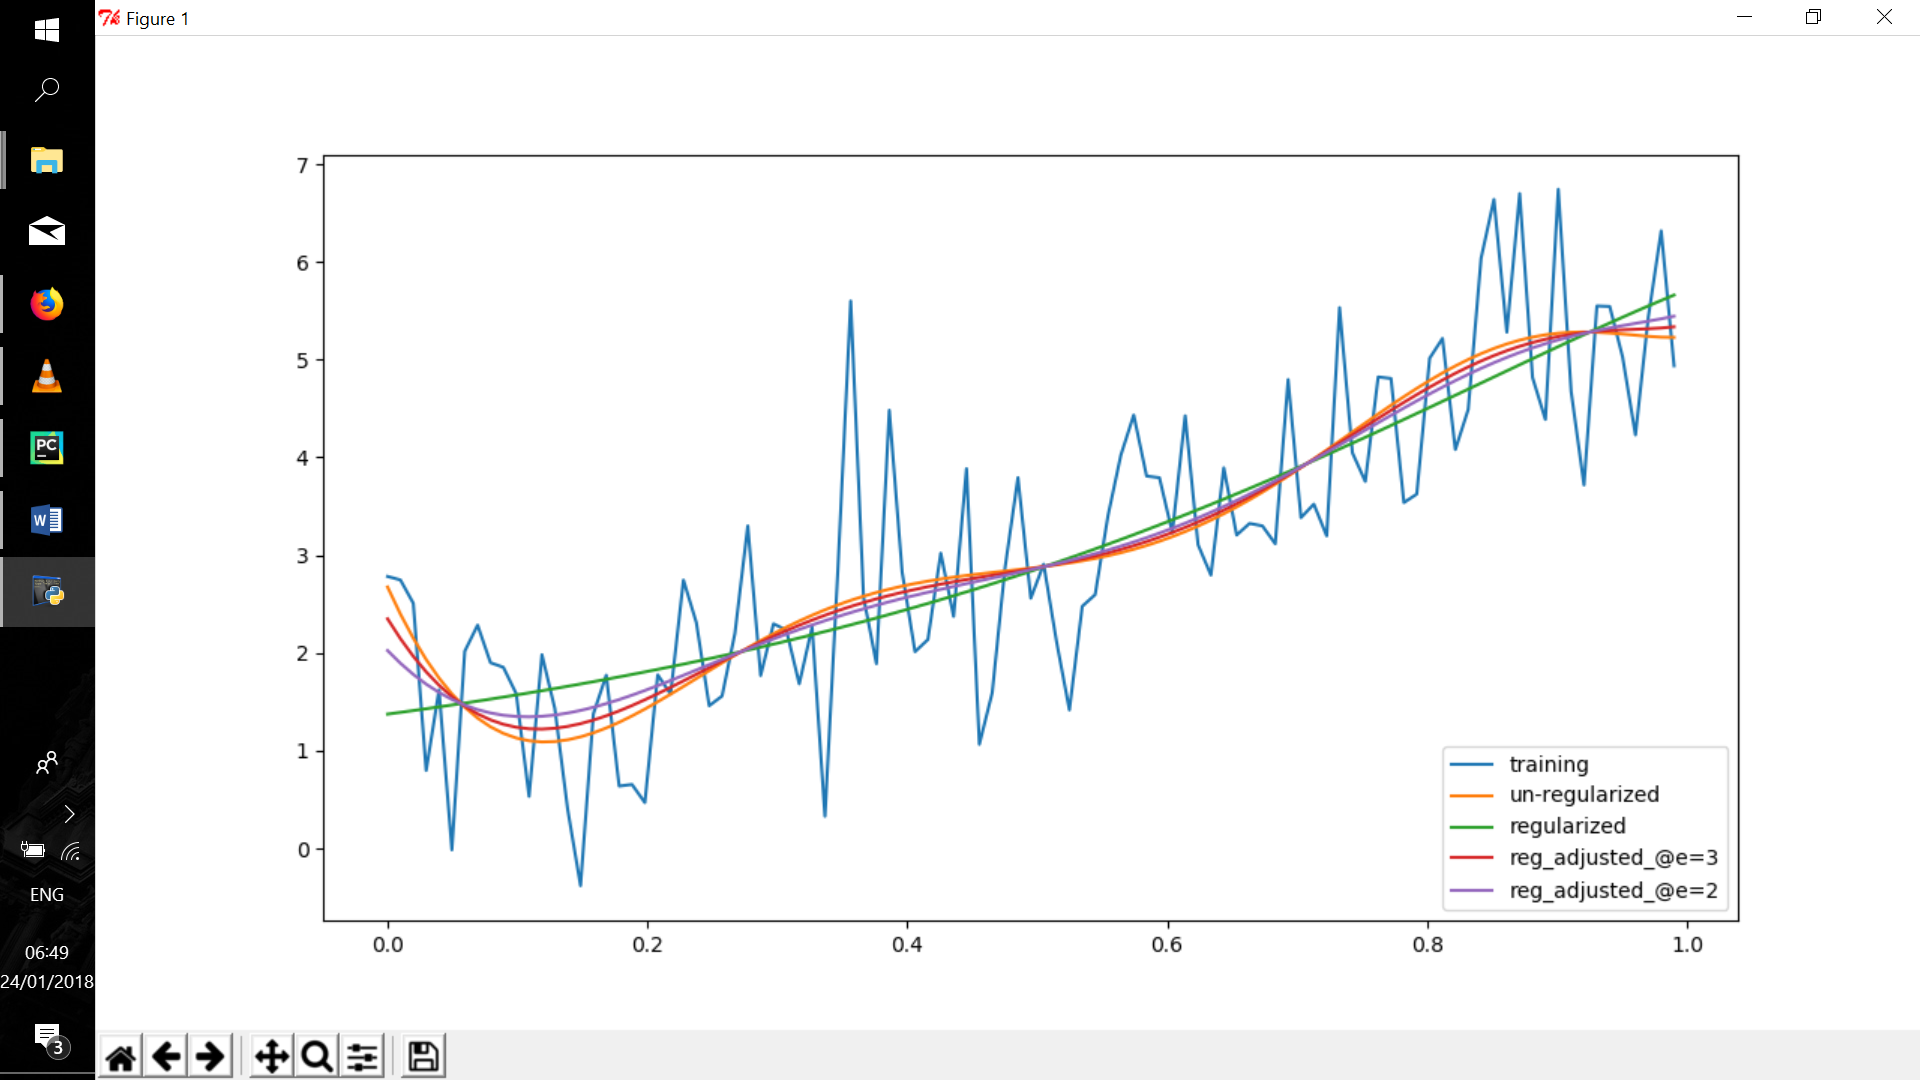 Figure 1
7
6
5
4
3
2
1
0
0.0 0.2 0.4 0.6 0.8 1.0
training
un-regularized
regularized
reg_adjusted_@e=3
reg_adjusted_@e=2
PC
W
ENG
06:49
24/01/2018
3